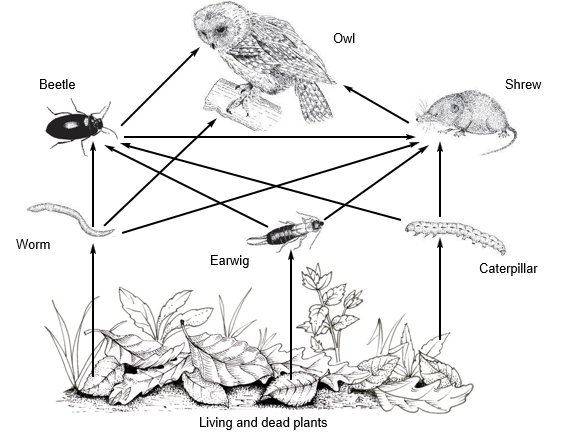 Owl
Beetle
Shrew
Worm
Earwig
Caterpillar
Living and dead plants